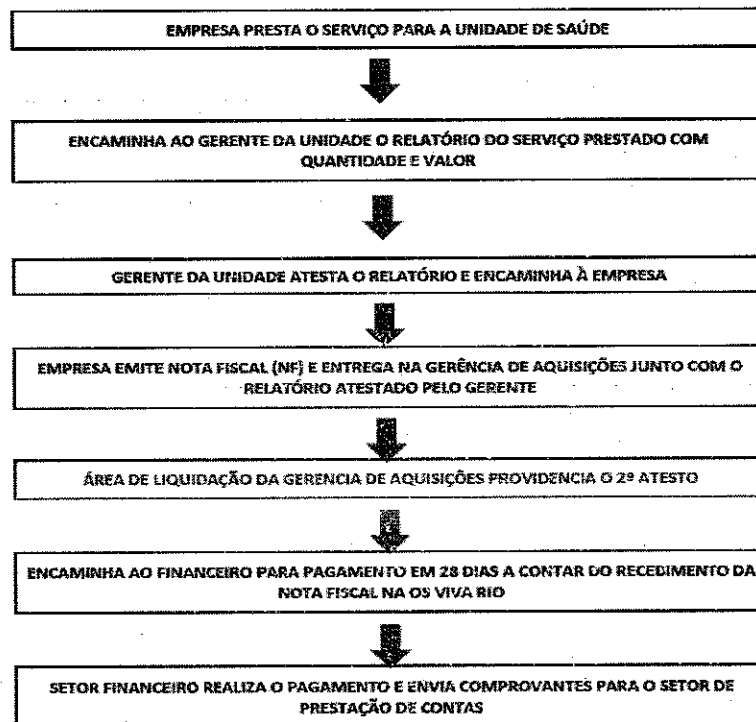 EMPRESA PRESTA O SERVIÇO PARA A UNIDADE DE SAÚDE
ENCAMINHA AO GERENTE DA UNIDADE O RELATÓRIO DO SERVIÇO PRESTADO COM
QUANTIDADE E VALOR
GERENTE DA UNIDADE ATESTA O RELATÓRIO E ENCAMINHA À EMPRESA
EMPRESA EMITE NOTA FISCAL (NF) E ENTREGA NA GERÊNCIA DE AQUISIÇÕES JUNTO COM O
RELATÓRIO ATESTADO PELO GERENTE
ÁREA DE LIQUIDAÇÃO DA GERENCIA DE AQUISIÇÕES PROVIDENCIA O 2º ATESTO
ENCAMINHA AO FINANCEIRO PARA PAGAMENTO EM 28 DIAS A CONTAR DO RECEDIMENTO DA
NOTA FISCAL NA OS VIVA RIO
SETOR FINANCEIRO REALIZA O PAGAMENTO E ENVIA COMPROVANTES PARA O SETOR DE
PRESTAÇÃO DE CONTAS